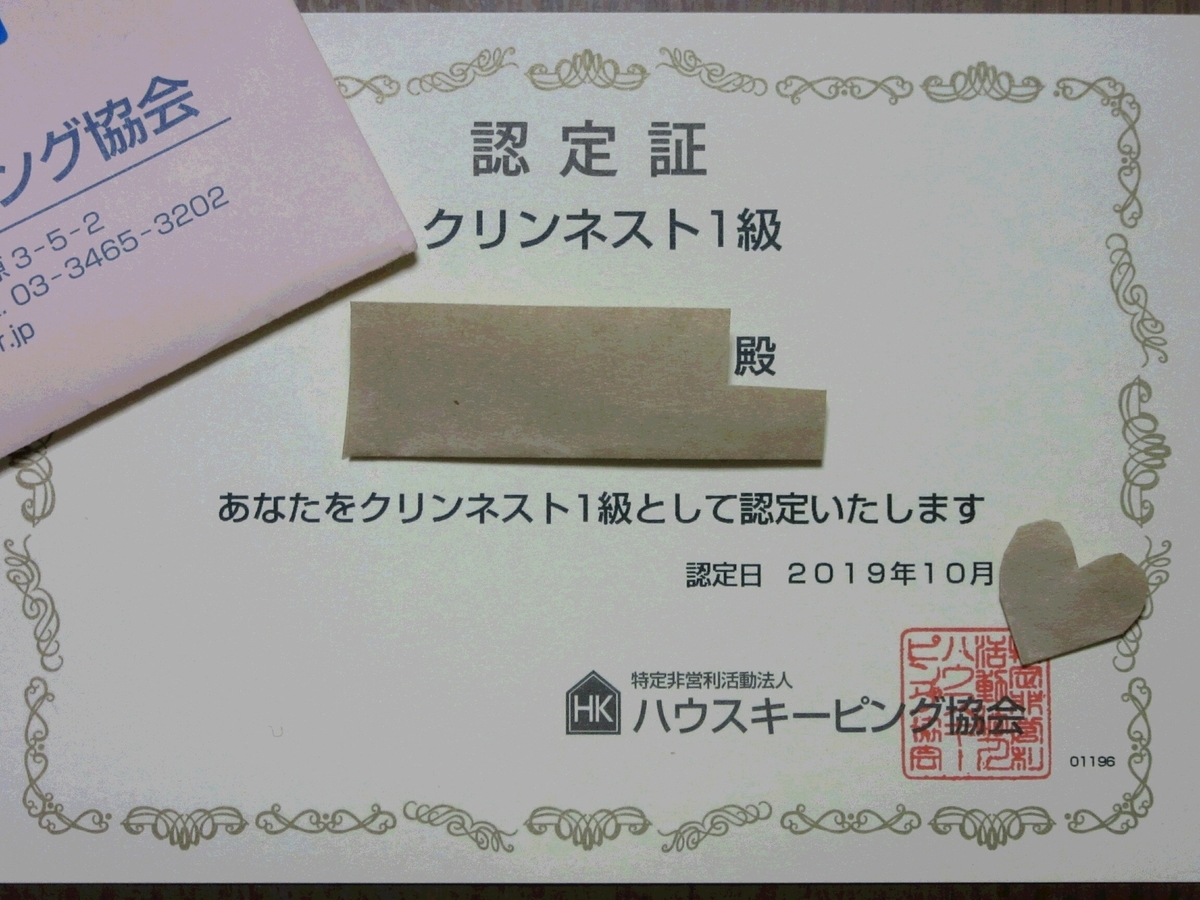 ング協会
3-5-2
03-3465-3202
r.jp
認定証
クリンネスト1級
殿
あなたをクリンネスト1級として認定いたします
認定日 2019年10月
HK
特定非営利活動法人
ハウスキーピング協会
01196